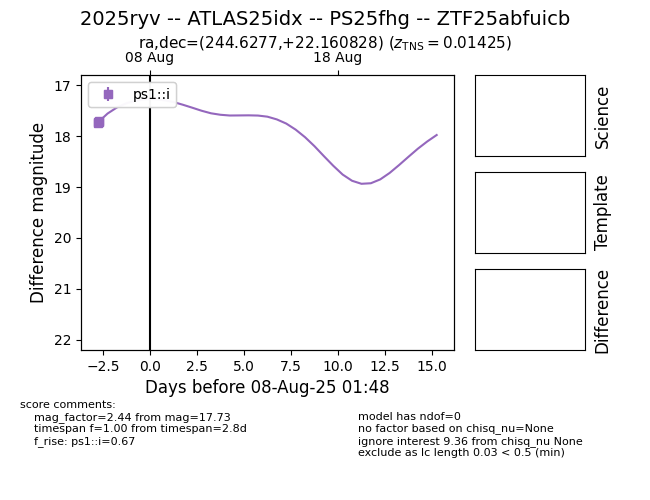 2025ryv -- ATLAS25idx -- PS25fhg -- ZTF25abfuicb
ra,dec=(244.6277,+22.160828) (z_TNS = 0.01425)
08 Aug 18 Aug
ps1::i
17
18
19
20
21
22
Difference magnitude
−2.5 0.0 2.5 5.0 7.5 10.0 12.5 15.0
Days before 08-Aug-25 01:48
Science
Template
Difference
score comments:
mag_factor=2.44 from mag=17.73
timespan f=1.00 from timespan=2.8d
f_rise: ps1::i=0.67
model has ndof=0
no factor based on chisq_nu=None
ignore interest 9.36 from chisq_nu None
exclude as lc length 0.03 < 0.5 (min)